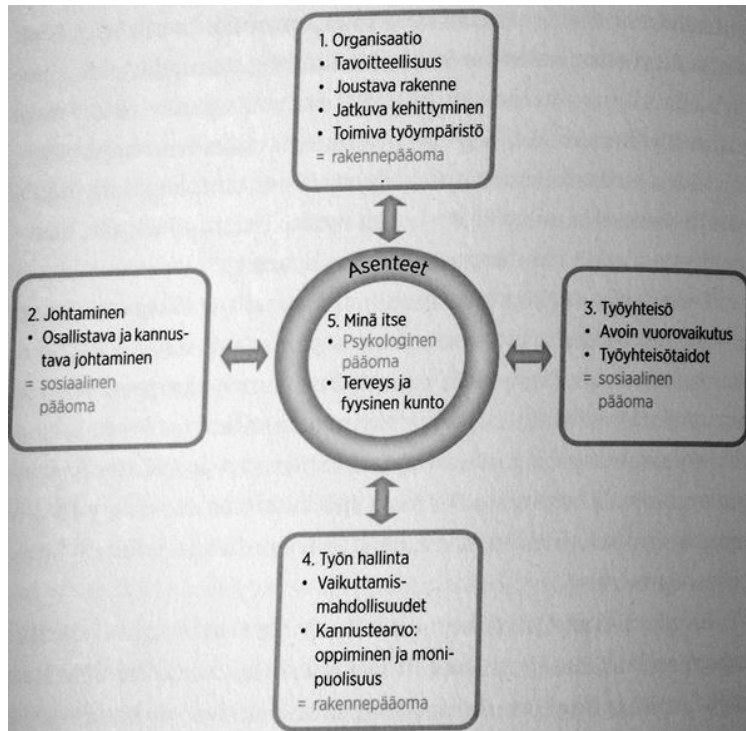 1. Organisaatio
• Tavoitteellisuus
• Joustava rakenne
• Jatkuva kehittyminen
• Toimiva työympäristö
= rakennepääoma
Asenteet
2. Johtaminen
• Osallistava ja kannus-
tava johtaminen
= sosiaalinen
pääoma
5. Minä itse
• Psykologinen
pääoma
• Terveys ja
fyysinen kunto
3. Työyhteisö
• Avoin vuorovaikutus
• Työyhteisötaidot
= sosiaalinen
pääoma
4. Työn hallinta
• Vaikuttamis-
mahdollisuudet
• Kannustearvo:
oppiminen ja moni-
puolisuus
= rakennepääoma